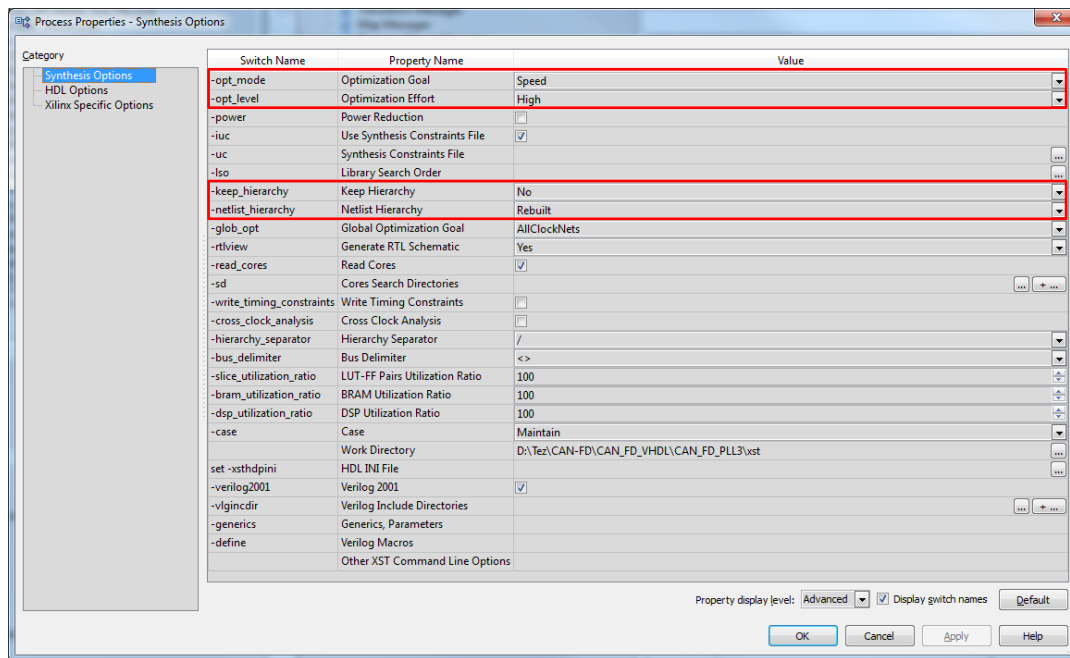 Process Properties - Synthesis Options
Category
Synthesis Options
HDL Options
Xilinx Specific Options
Switch Name Property Name Value
-opt_mode Optimization Goal Speed
-opt_level Optimization Effort High
-power Power Reduction
-iuc Use Synthesis Constraints File
-uc Synthesis Constraints File ...
-lso Library Search Order ...
-keep_hierarchy Keep Hierarchy No
-netlist_hierarchy Netlist Hierarchy Rebuilt
-glob_opt Global Optimization Goal AllClockNets
-rtlview Generate RTL Schematic Yes
-read_cores Read Cores
-sd Cores Search Directories ... + ...
-write_timing_constraints Write Timing Constraints
-cross_clock_analysis Cross Clock Analysis
-hierarchy_separator Hierarchy Separator /
-bus_delimiter Bus Delimiter <>
-slice_utilization_ratio LUT-FF Pairs Utilization Ratio 100
-bram_utilization_ratio BRAM Utilization Ratio 100
-dsp_utilization_ratio DSP Utilization Ratio 100
-case Case Maintain
Work Directory D:\Tez\CAN-FD\CAN_FD_VHDL\CAN_FD_PLL3\xst ...
set -xsthdpini HDL INI File ...
-verilog2001 Verilog 2001
-vlgincdir Verilog Include Directories ... + ...
-generics Generics, Parameters
-define Verilog Macros
Other XST Command Line Options
Property display level: Advanced Display switch names Default
OK Cancel Apply Help